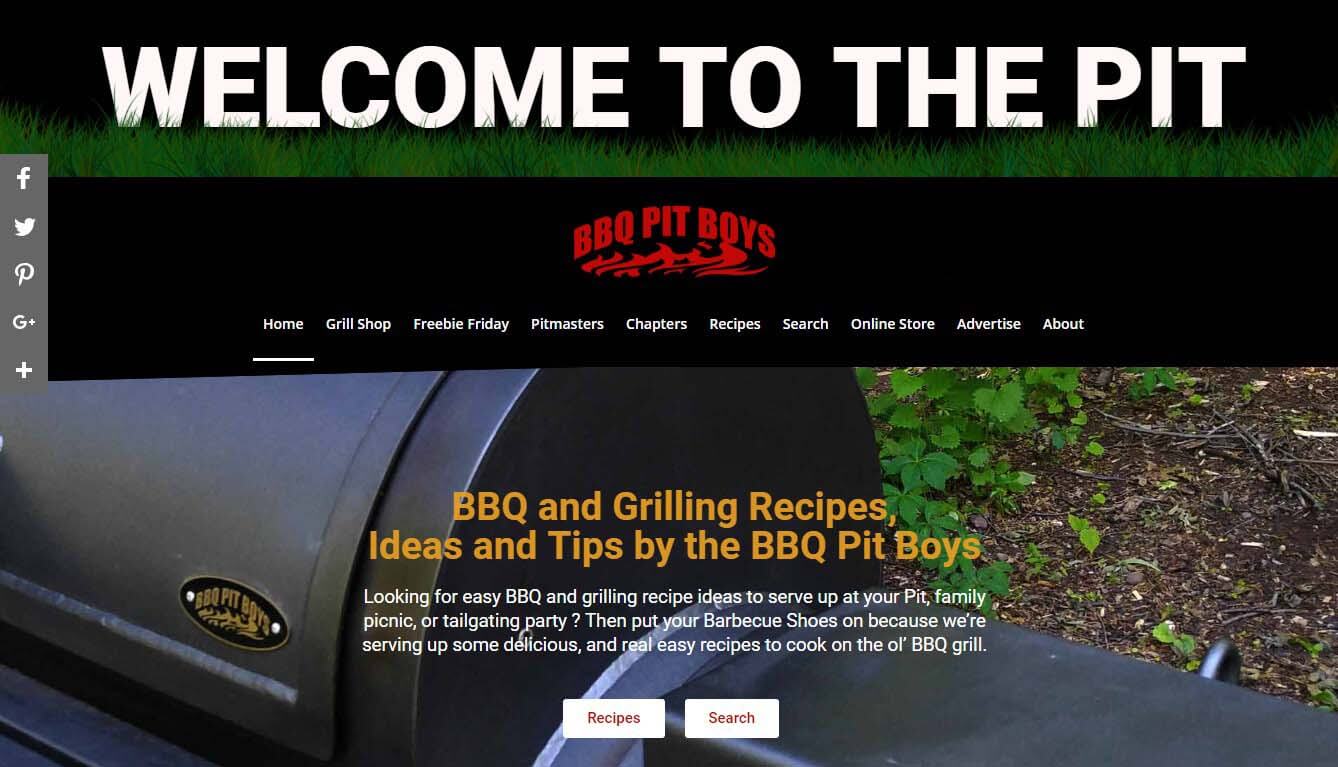 WELCOME TO THE PIT
BBQ PIT BOYS
Home Grill Shop Freebie Friday Pitmasters Chapters Recipes Search Online Store Advertise About
BBQ and Grilling Recipes,
Ideas and Tips by the BBQ Pit Boys
BBQ PIT BOYS
Looking for easy BBQ and grilling recipe ideas to serve up at your Pit, family
picnic, or tailgating party ? Then put your Barbecue Shoes on because we’re
serving up some delicious, and real easy recipes to cook on the ol’ BBQ grill.
Recipes Search